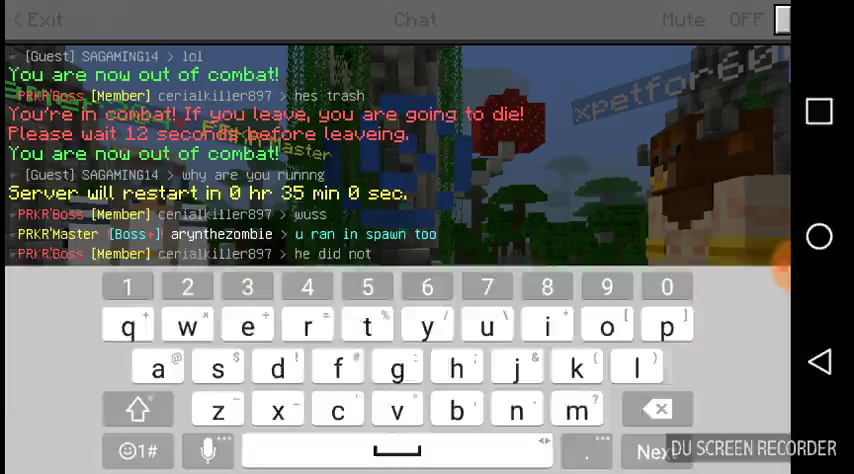 < Exit Chat Mute OFF
[Guest] SAGAMING14 > lol
You are now out of combat!
PRKR'Boss [Member] cerialkiller897 > hes trash
You're in combat! If you leave, you are going to die!
Please wait 12 seconds before leaveing.
You are now out of combat!
[Guest] SAGAMING14 > why are you runnng
Server will restart in 0 hr 35 min 0 sec.
PRKR'Boss [Member] cerialkiller897 > wuss
PRKR'Master [Boss+] arynthezombie > u ran in spawn too
PRKR'Boss [Member] cerialkiller897 > he did not
xpetfor60
1 2 3 4 5 6 7 8 9 0
q w e r t y u i o p
a s d f g h j k l
z x c v b n m
☺1# . Next
DU SCREEN RECORDER